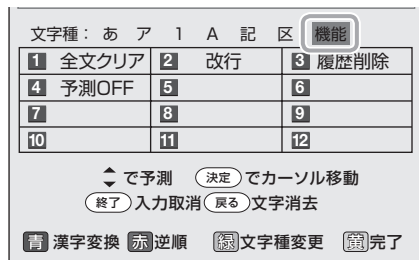 文字種： あ ア 1 A 記 区 機能
1 全文クリア 2 改行 3 履歴削除
4 予測OFF 5 6
7 8 9
10 11 12
で予測 決定でカーソル移動
終了入力取消 戻る文字消去
青漢字変換 赤逆順 緑文字種変更 黄完了